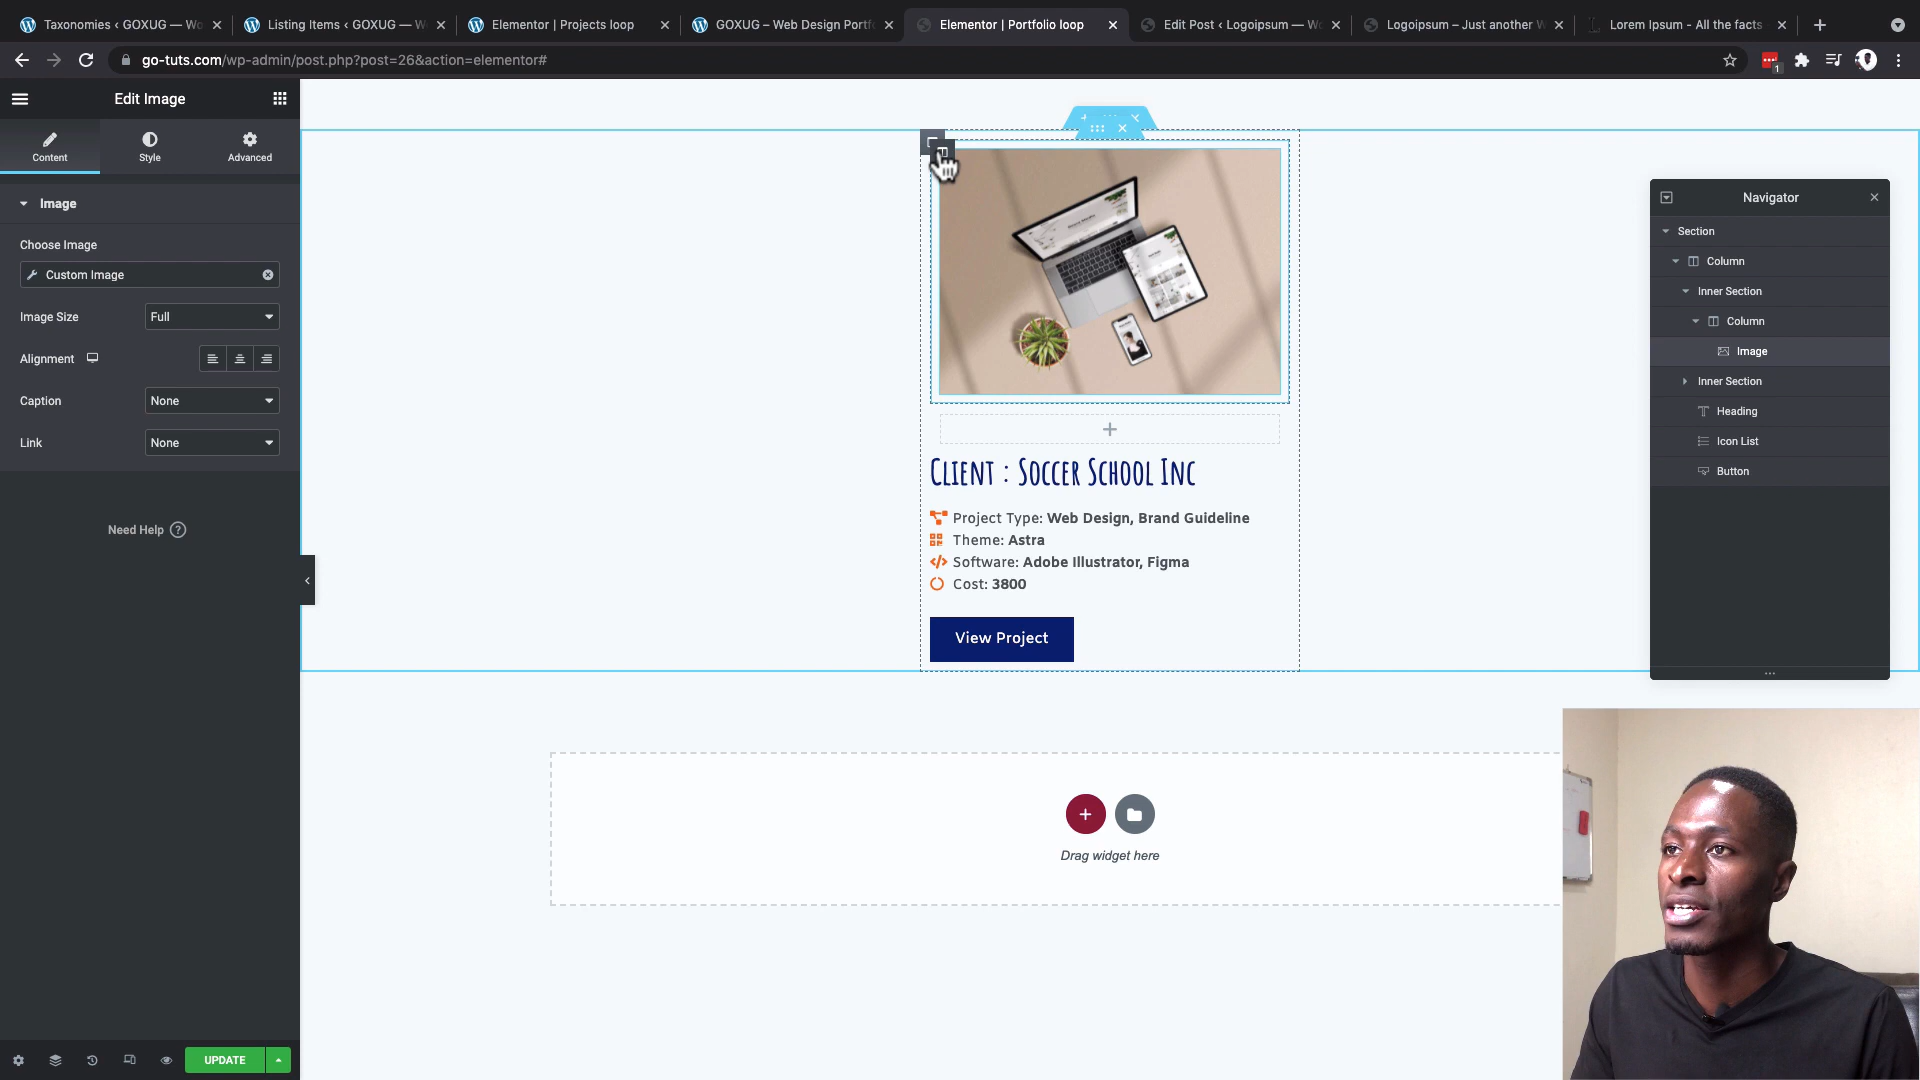 Taxonomies ‹ GOXUG — Wo
Listing Items ‹ GOXUG — W
Elementor | Projects loop
GOXUG – Web Design Portf
Elementor | Portfolio loop
Edit Post ‹ Logoipsum — Wo
Logoipsum – Just another W
Lorem Ipsum - All the facts
go-tuts.com/wp-admin/post.php?post=26&action=elementor#
1
Edit Image
Content
Style
Advanced
Image
Choose Image
Custom Image
Image Size
Full
Alignment
Caption
None
Link
None
Need Help
UPDATE
Client : Soccer School Inc
Project Type: Web Design, Brand Guideline
Theme: Astra
Software: Adobe Illustrator, Figma
Cost: 3800
View Project
Drag widget here
Navigator
Section
Column
Inner Section
Column
Image
Inner Section
Heading
Icon List
Button